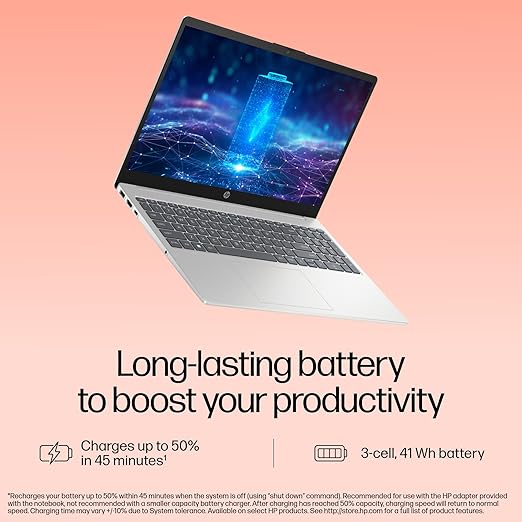 hp
Long-lasting battery
to boost your productivity
Charges up to 50%
in 45 minutes¹
3-cell, 41 Wh battery
*Recharges your battery up to 50% within 45 minutes when the system is off (using "shut down" command). Recommended for use with the HP adapter provided
with the notebook, not recommended with a smaller capacity battery charger. After charging has reached 50% capacity, charging speed will return to normal
speed. Charging time may vary +/-10% due to System tolerance. Available on select HP products. See http://store.hp.com for a full list of product features.